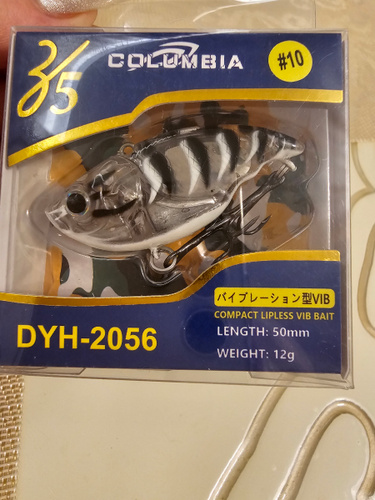 COLUMBIA
#10
バイブレーション型VIB
COMPACT LIPLESS VIB BAIT
DYH-2056
LENGTH: 50mm
WEIGHT: 12g